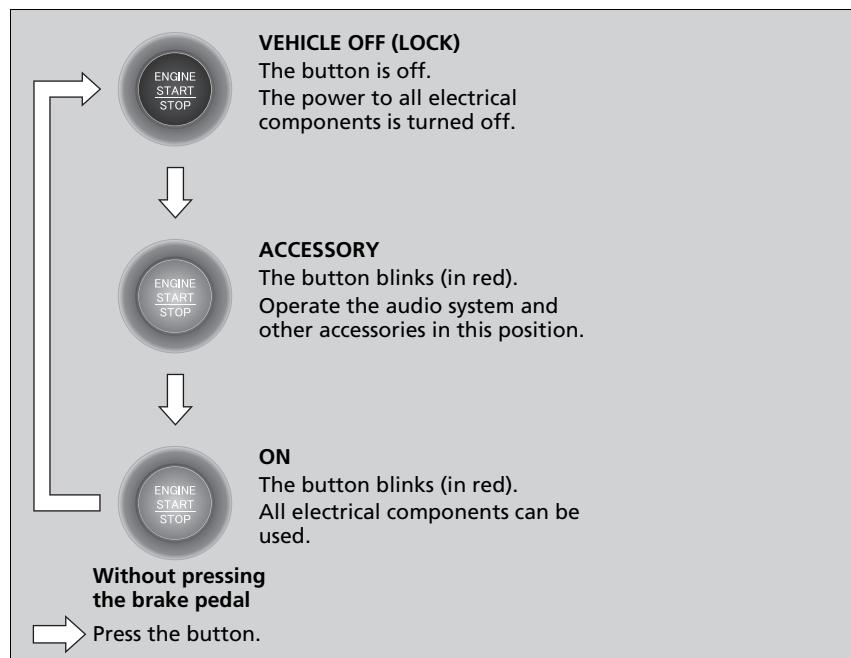 ENGINE
START
STOP
VEHICLE OFF (LOCK)
The button is off.
The power to all electrical
components is turned off.
ENGINE
START
STOP
ACCESSORY
The button blinks (in red).
Operate the audio system and
other accessories in this position.
ENGINE
START
STOP
ON
The button blinks (in red).
All electrical components can be
used.
Without pressing
the brake pedal
Press the button.